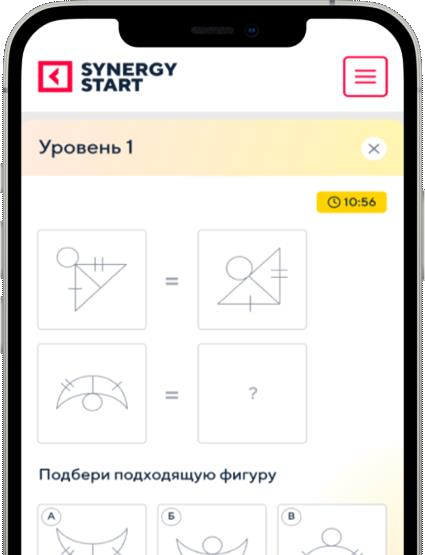 SYNERGY
START
Уровень 1
10:56
=
=
?
Подбери подходящую фигуру
А
Б
В